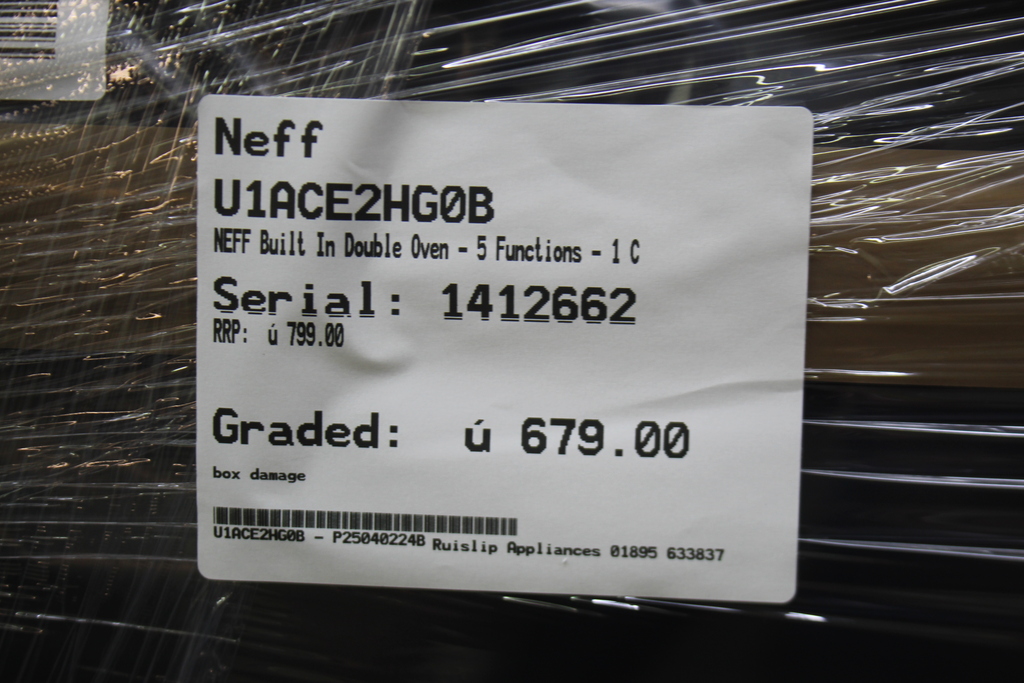 Neff
U1ACE2HG0B
NEFF Built In Double Oven - 5 Functions - 1 C
Serial: 1412662
RRP: ú 799.00
Graded: ú 679.00
box damage
U1ACE2HG0B - P25040224B Ruislip Appliances 01895 633837